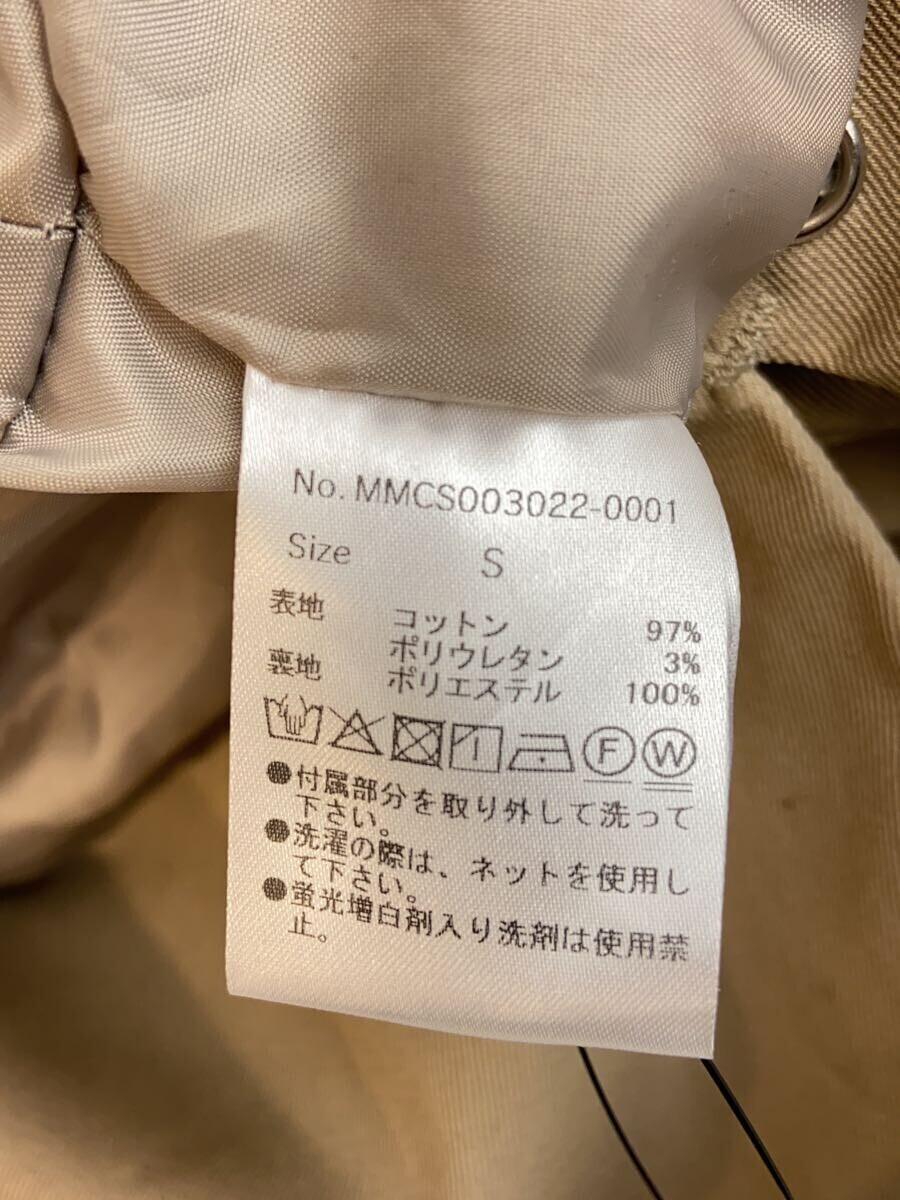 No. MMCS003022-0001
Size S
表地 コットン 97%
ポリウレタン 3%
裏地 ポリエステル 100%
F W
●付属部分を取り外して洗って
下さい。
●洗濯の際は、ネットを使用し
て下さい。
●蛍光増白剤入り洗剤は使用禁
止。